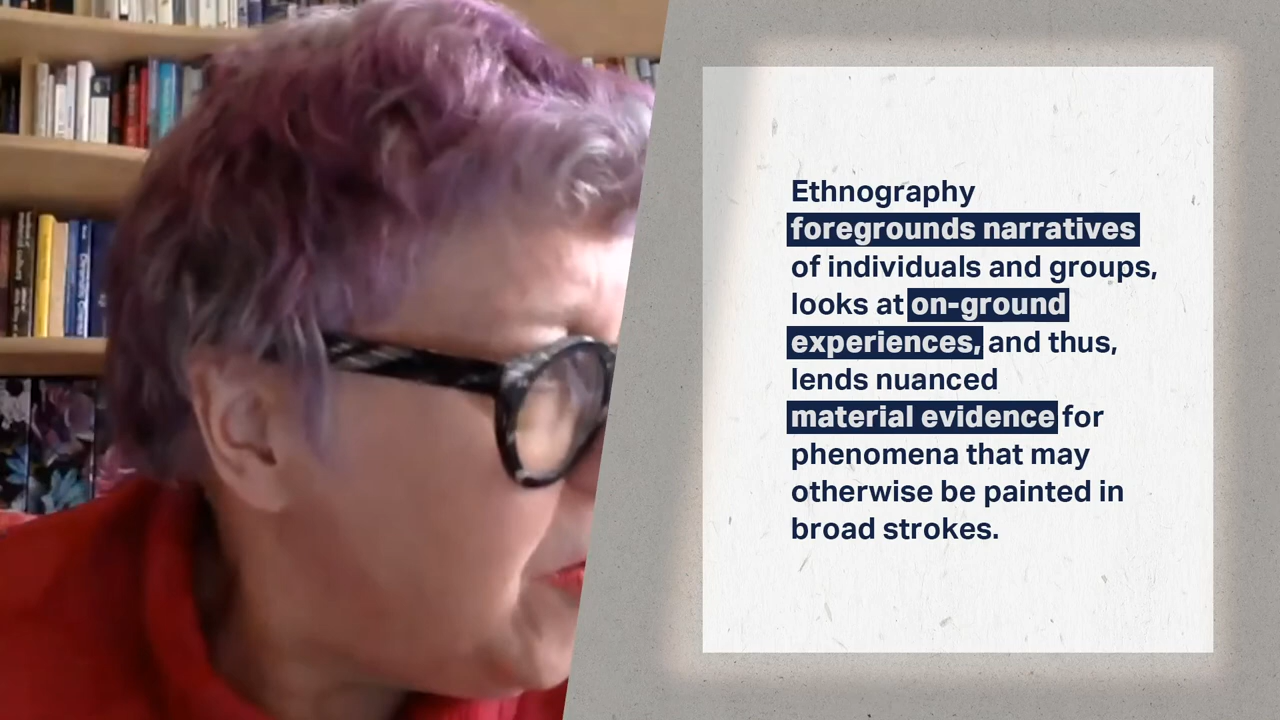 Ethnography
foregrounds narratives
of individuals and groups,
looks at on-ground
experiences, and thus,
lends nuanced
material evidence for
phenomena that may
otherwise be painted in
broad strokes.